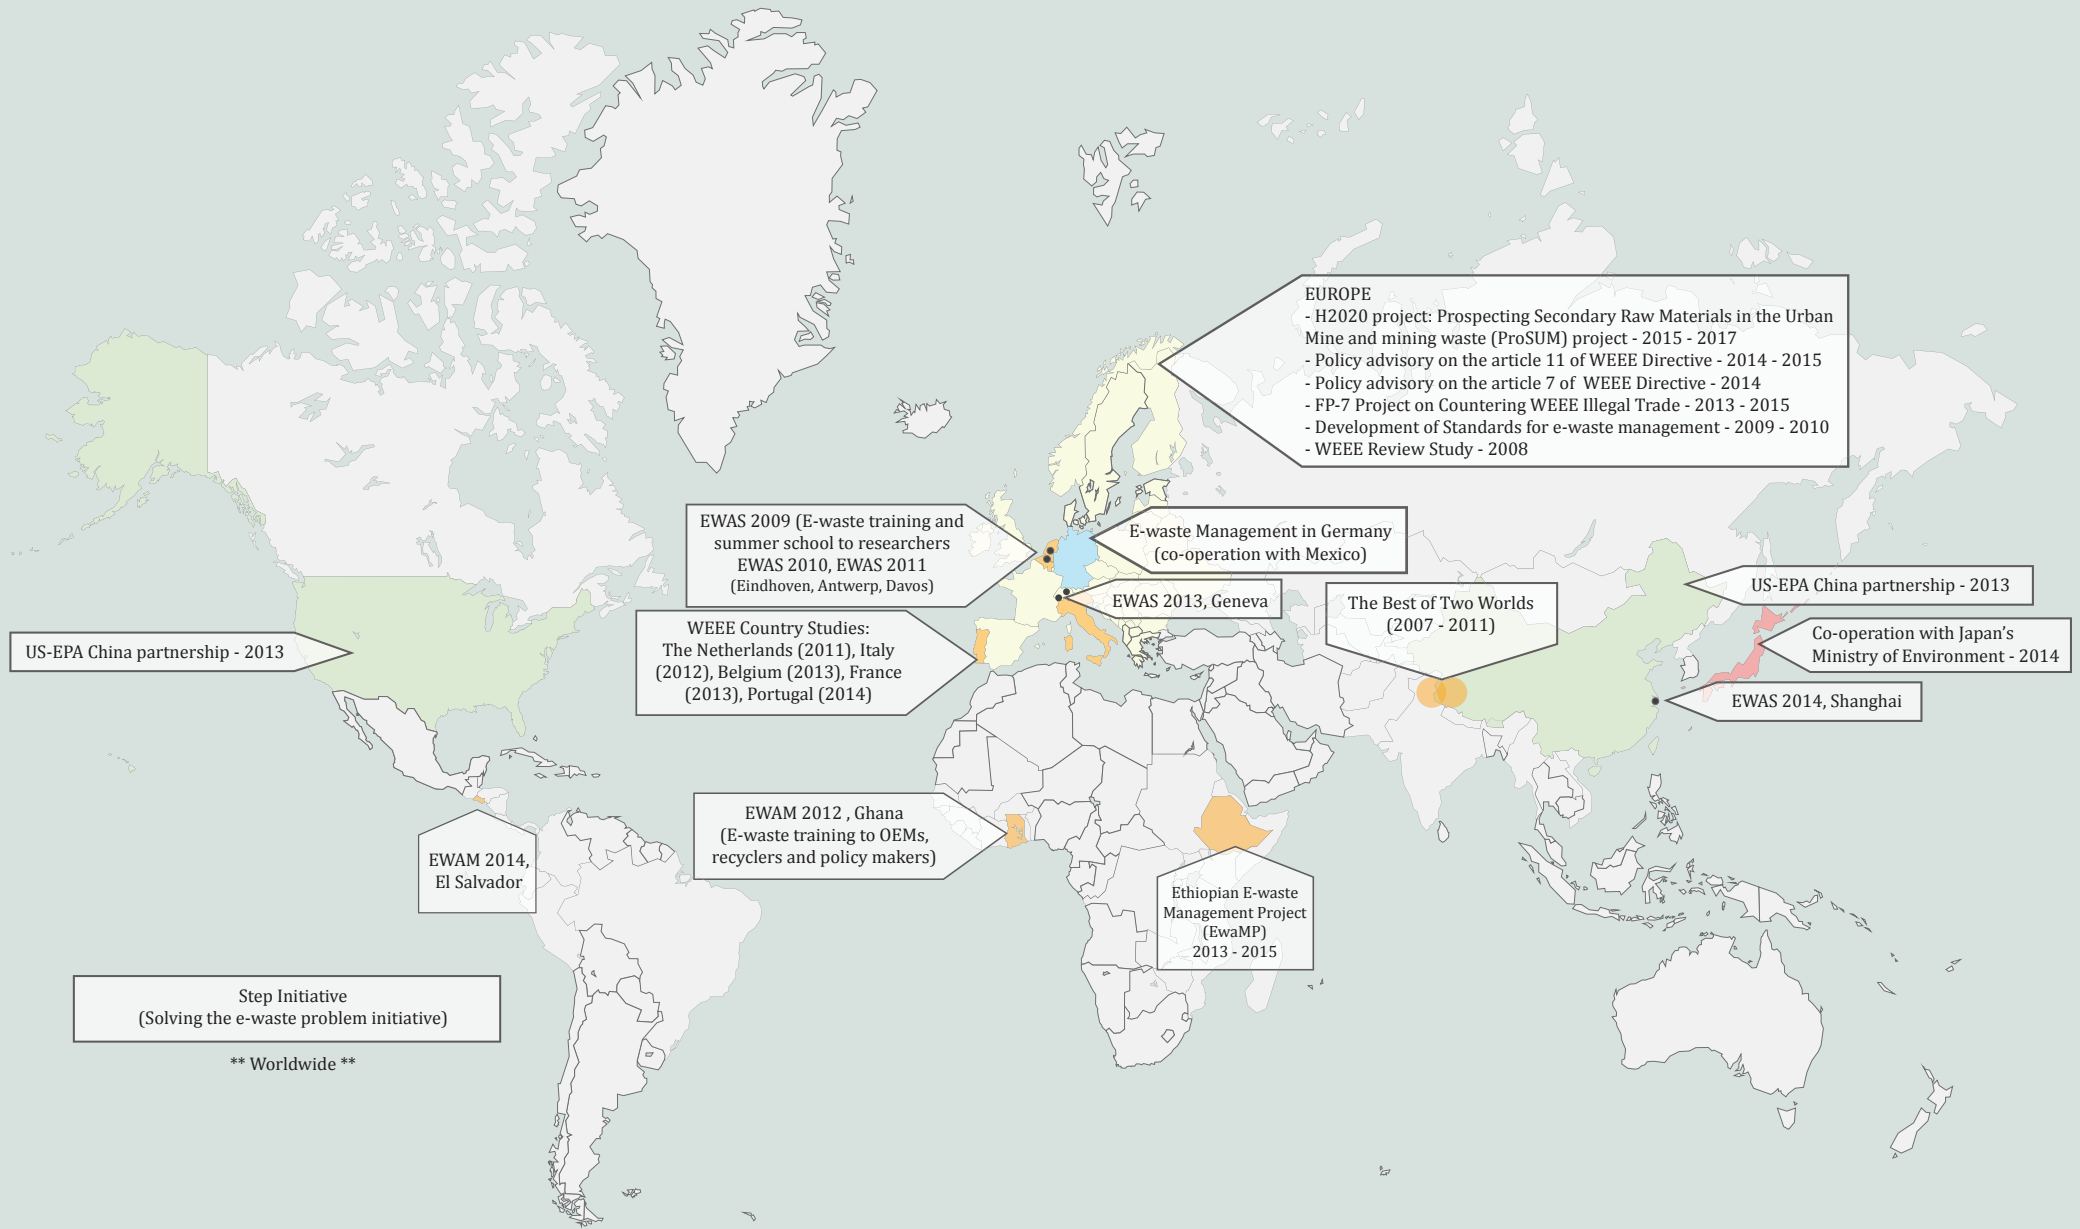 EUROPE
- H2020 project: Prospecting Secondary Raw Materials in the Urban
Mine and mining waste (ProSUM) project - 2015 - 2017
- Policy advisory on the article 11 of WEEE Directive - 2014 - 2015
- Policy advisory on the article 7 of WEEE Directive - 2014
- FP-7 Project on Countering WEEE Illegal Trade - 2013 - 2015
- Development of Standards for e-waste management - 2009 - 2010
- WEEE Review Study - 2008
EWAS 2009 (E-waste training and
summer school to researchers
EWAS 2010, EWAS 2011
(Eindhoven, Antwerp, Davos)
E-waste Management in Germany
(co-operation with Mexico)
EWAS 2013, Geneva
The Best of Two Worlds
(2007 - 2011)
US-EPA China partnership - 2013
Co-operation with Japan's
Ministry of Environment - 2014
EWAS 2014, Shanghai
US-EPA China partnership - 2013
WEEE Country Studies:
The Netherlands (2011), Italy
(2012), Belgium (2013), France
(2013), Portugal (2014)
EWAM 2012 , Ghana
(E-waste training to OEMs,
recyclers and policy makers)
EWAM 2014,
El Salvador
Ethiopian E-waste
Management Project
(EwaMP)
2013 - 2015
Step Initiative
(Solving the e-waste problem initiative)
** Worldwide **